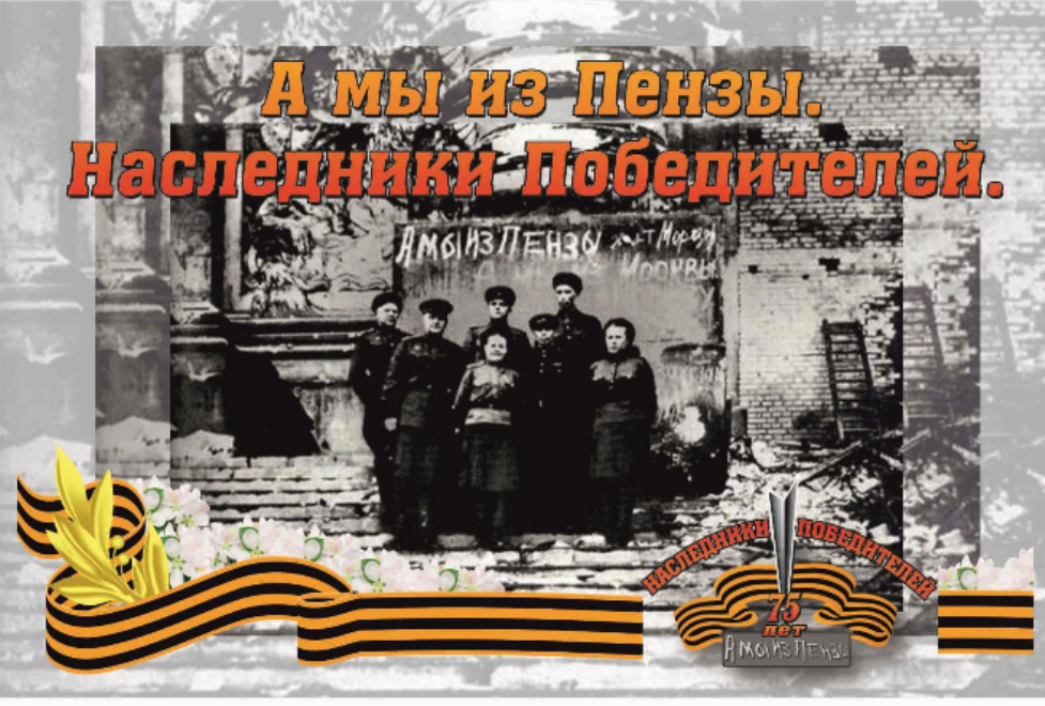 А мы из Пензы.
Наследники Победителей.
А МЫ ИЗ ПЕНЗЫ
МОСКВЫ
НАСЛЕДНИКИ ПОБЕДИТЕЛЕЙ
75
лет
А МЫ ИЗ ПЕНЗЫ